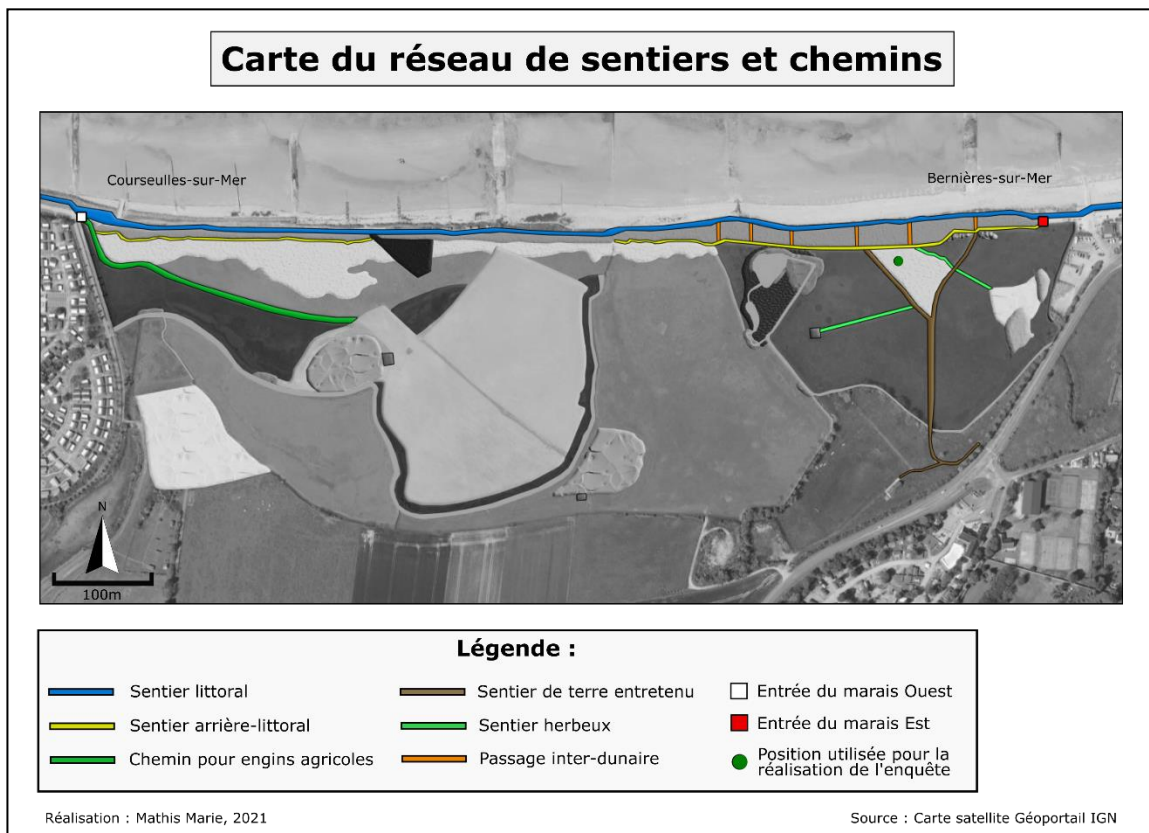 Carte du réseau de sentiers et chemins
Courseulles-sur-Mer
Bernières-sur-Mer
N
100m
Légende :
Sentier littoral
Sentier de terre entretenu
Entrée du marais Ouest
Sentier arrière-littoral
Sentier herbeux
Entrée du marais Est
Chemin pour engins agricoles
Passage inter-dunaire
Position utilisée pour la
réalisation de l'enquête
Réalisation : Mathis Marie, 2021
Source : Carte satellite Géoportail IGN